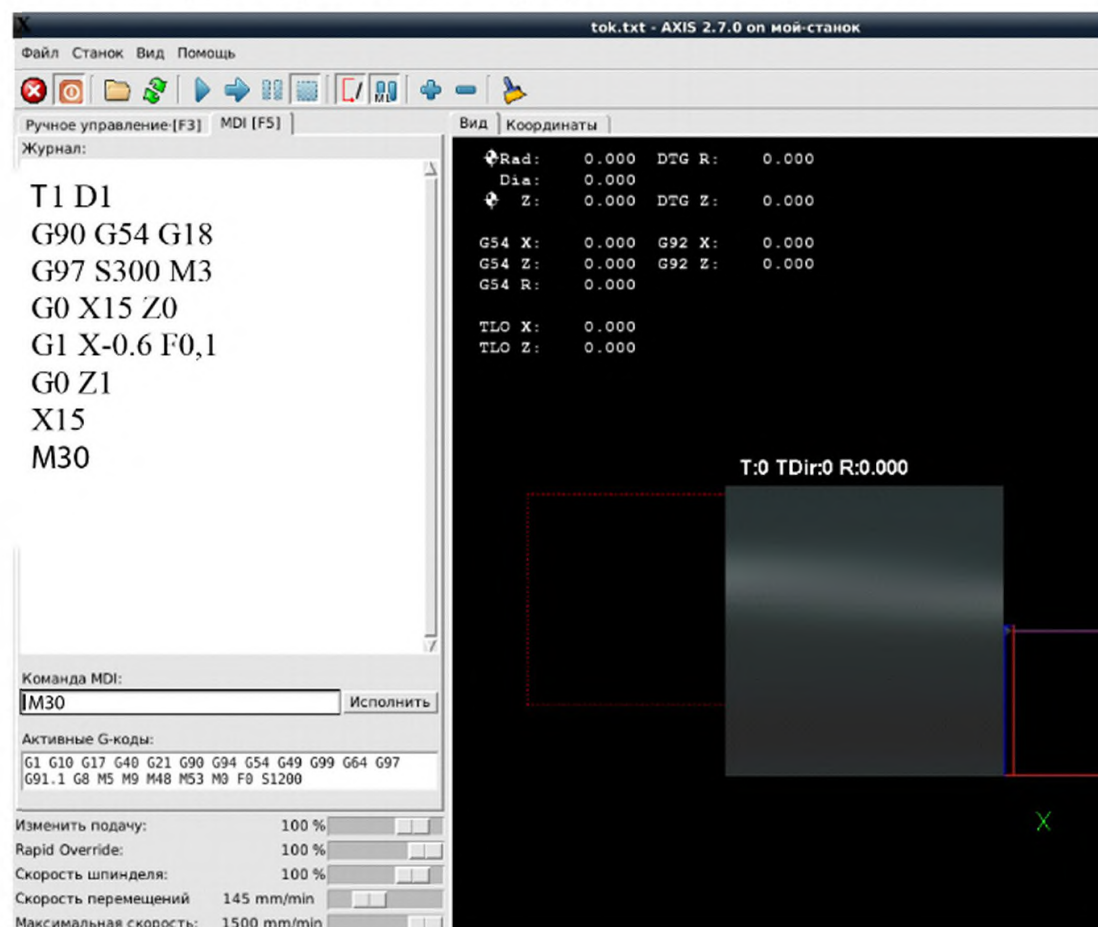 X
tok.txt - AXIS 2.7.0 on мой-станок
Файл Станок Вид Помощь
Ручное управление [F3] MDI [F5]
Журнал:
T1 D1
G90 G54 G18
G97 S300 M3
G0 X15 Z0
G1 X-0.6 F0,1
G0 Z1
X15
M30
Команда MDI:
M30 Исполнить
Активные G-коды:
G1 G10 G17 G40 G21 G90 G94 G54 G49 G99 G64 G97
G91.1 G8 M5 M9 M48 M53 M0 F0 S1200
Изменить подачу: 100 %
Rapid Override: 100 %
Скорость шпинделя: 100 %
Скорость перемещений 145 mm/min
Максимальная скорость: 1500 mm/min
Вид Координаты
Rad: 0.000 DTG R: 0.000
Dia: 0.000
Z: 0.000 DTG Z: 0.000
G54 X: 0.000 G92 X: 0.000
G54 Z: 0.000 G92 Z: 0.000
G54 R: 0.000
TLO X: 0.000
TLO Z: 0.000
T:0 TDir:0 R:0.000
X